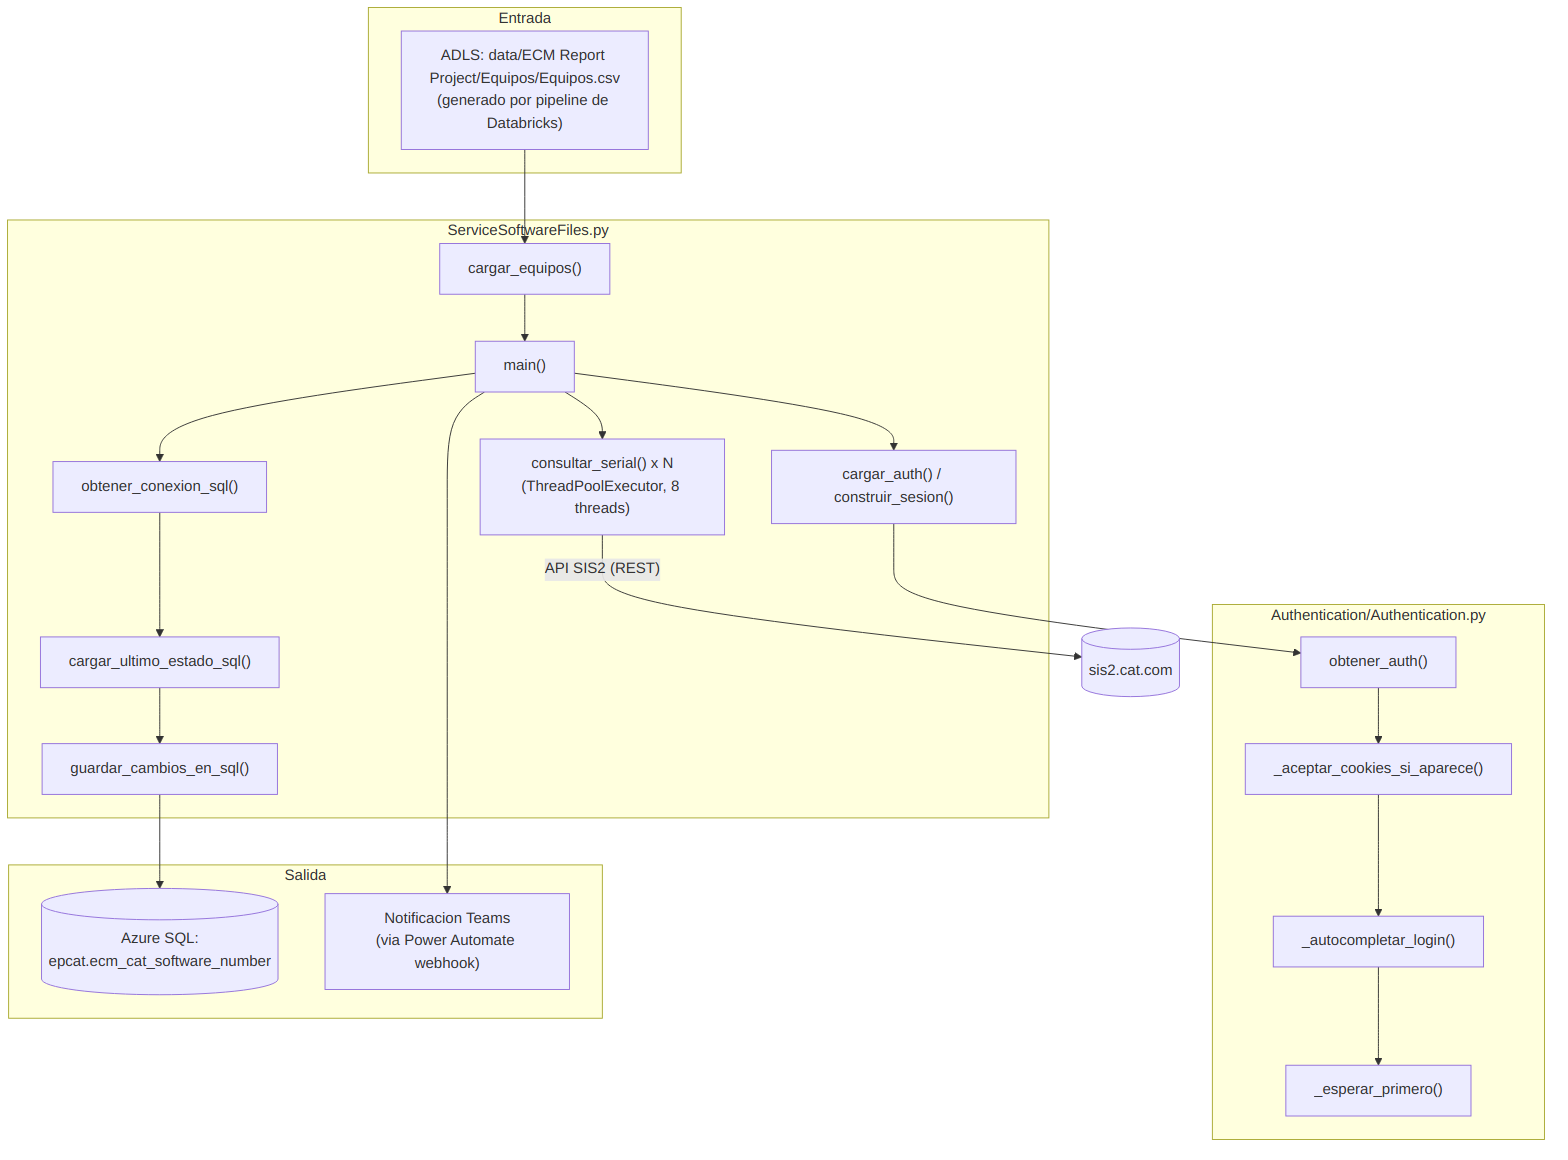 Entrada
ADLS: data/ECM Report
Project/Equipos/Equipos.csv
(generado por pipeline de
Databricks)
ServiceSoftwareFiles.py
cargar_equipos()
main()
obtener_conexion_sql()
consultar_serial() x N
(ThreadPoolExecutor, 8
threads)
cargar_auth() /
construir_sesion()
API SIS2 (REST)
cargar_ultimo_estado_sql()
guardar_cambios_en_sql()
sis2.cat.com
Authentication/Authentication.py
obtener_auth()
_aceptar_cookies_si_aparece()
_autocompletar_login()
_esperar_primero()
Salida
Azure SQL:
epcat.ecm_cat_software_number
Notificacion Teams
(via Power Automate
webhook)